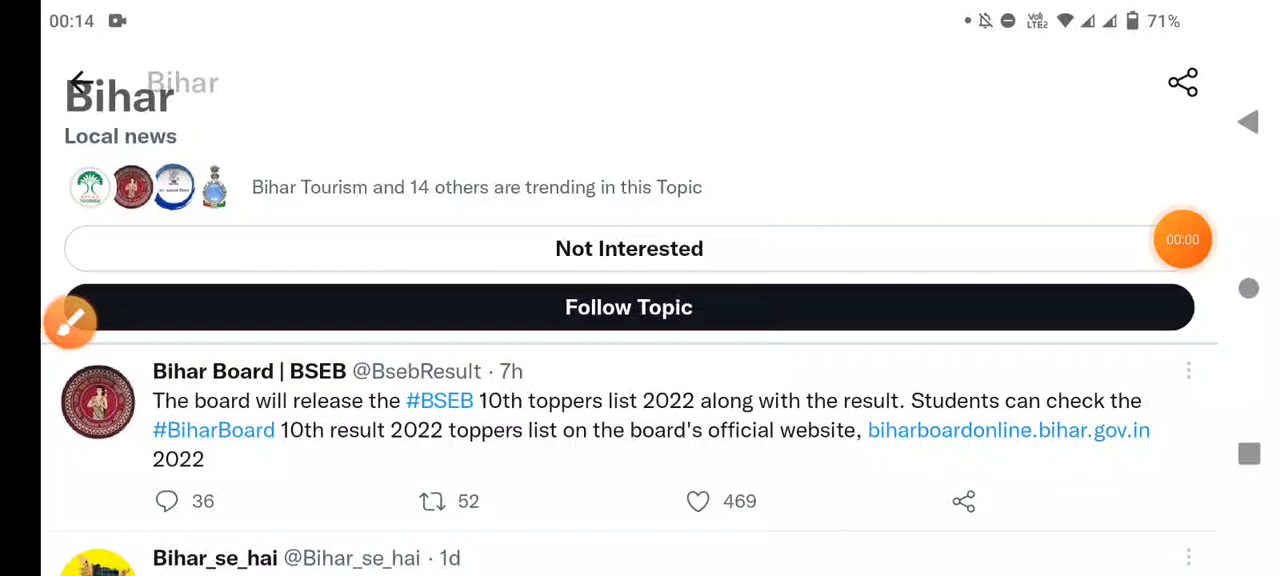 00:14 Vo) LTE2 71%
Bihar
Bihar
Local news
Bihar Tourism and 14 others are trending in this Topic
Not Interested
00:00
Follow Topic
Bihar Board | BSEB @BsebResult · 7h
The board will release the #BSEB 10th toppers list 2022 along with the result. Students can check the
#BiharBoard 10th result 2022 toppers list on the board's official website, biharboardonline.bihar.gov.in
2022
36 52 469
Bihar_se_hai @Bihar_se_hai · 1d